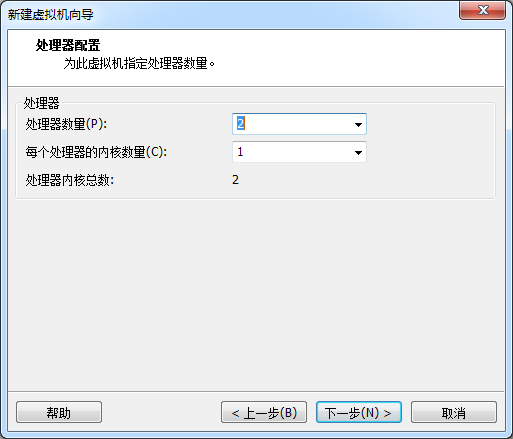 新建虚拟机向导
处理器配置
为此虚拟机指定处理器数量。
处理器
处理器数量(P): 2
每个处理器的内核数量(C): 1
处理器内核总数: 2
帮助 < 上一步(B) 下一步(N) > 取消